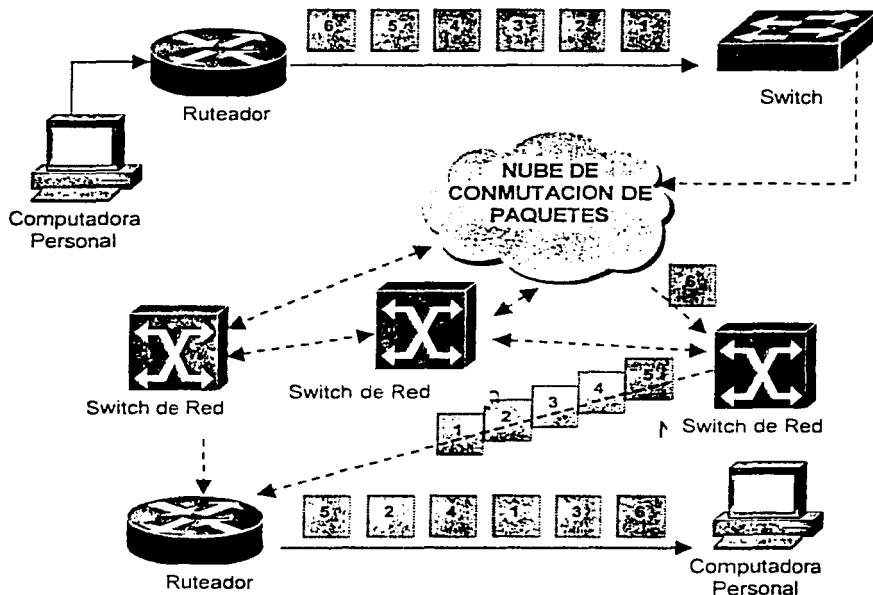 6 5 4 3 2 1
Ruteador
Switch
NUBE DE
CONMUTACION DE
PAQUETES
Computadora
Personal
6
Switch de Red
Switch de Red
1 2 3 4 5
Switch de Red
5 2 4 1 3 6
Ruteador
Computadora
Personal